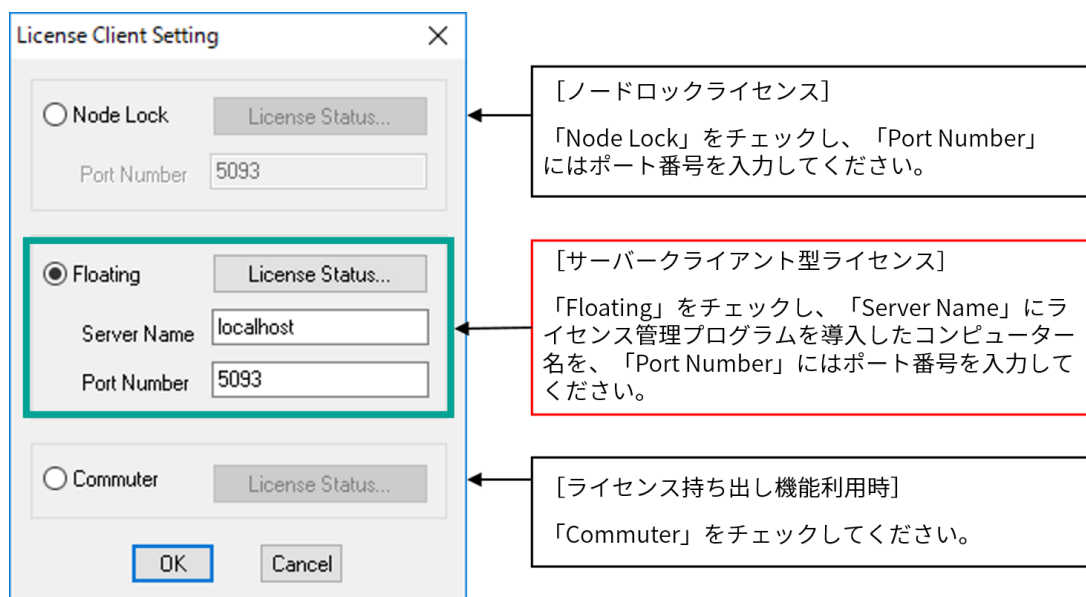 License Client Setting
Node Lock
License Status...
Port Number
5093
Floating
License Status...
Server Name
localhost
Port Number
5093
Commuter
License Status...
OK
Cancel
［ノードロックライセンス］
「Node Lock」をチェックし、「Port Number」
にはポート番号を入力してください。
［サーバークライアント型ライセンス］
「Floating」をチェックし、「Server Name」にラ
イセンス管理プログラムを導入したコンピューター
名を、「Port Number」にはポート番号を入力して
ください。
［ライセンス持ち出し機能利用時］
「Commuter」をチェックしてください。